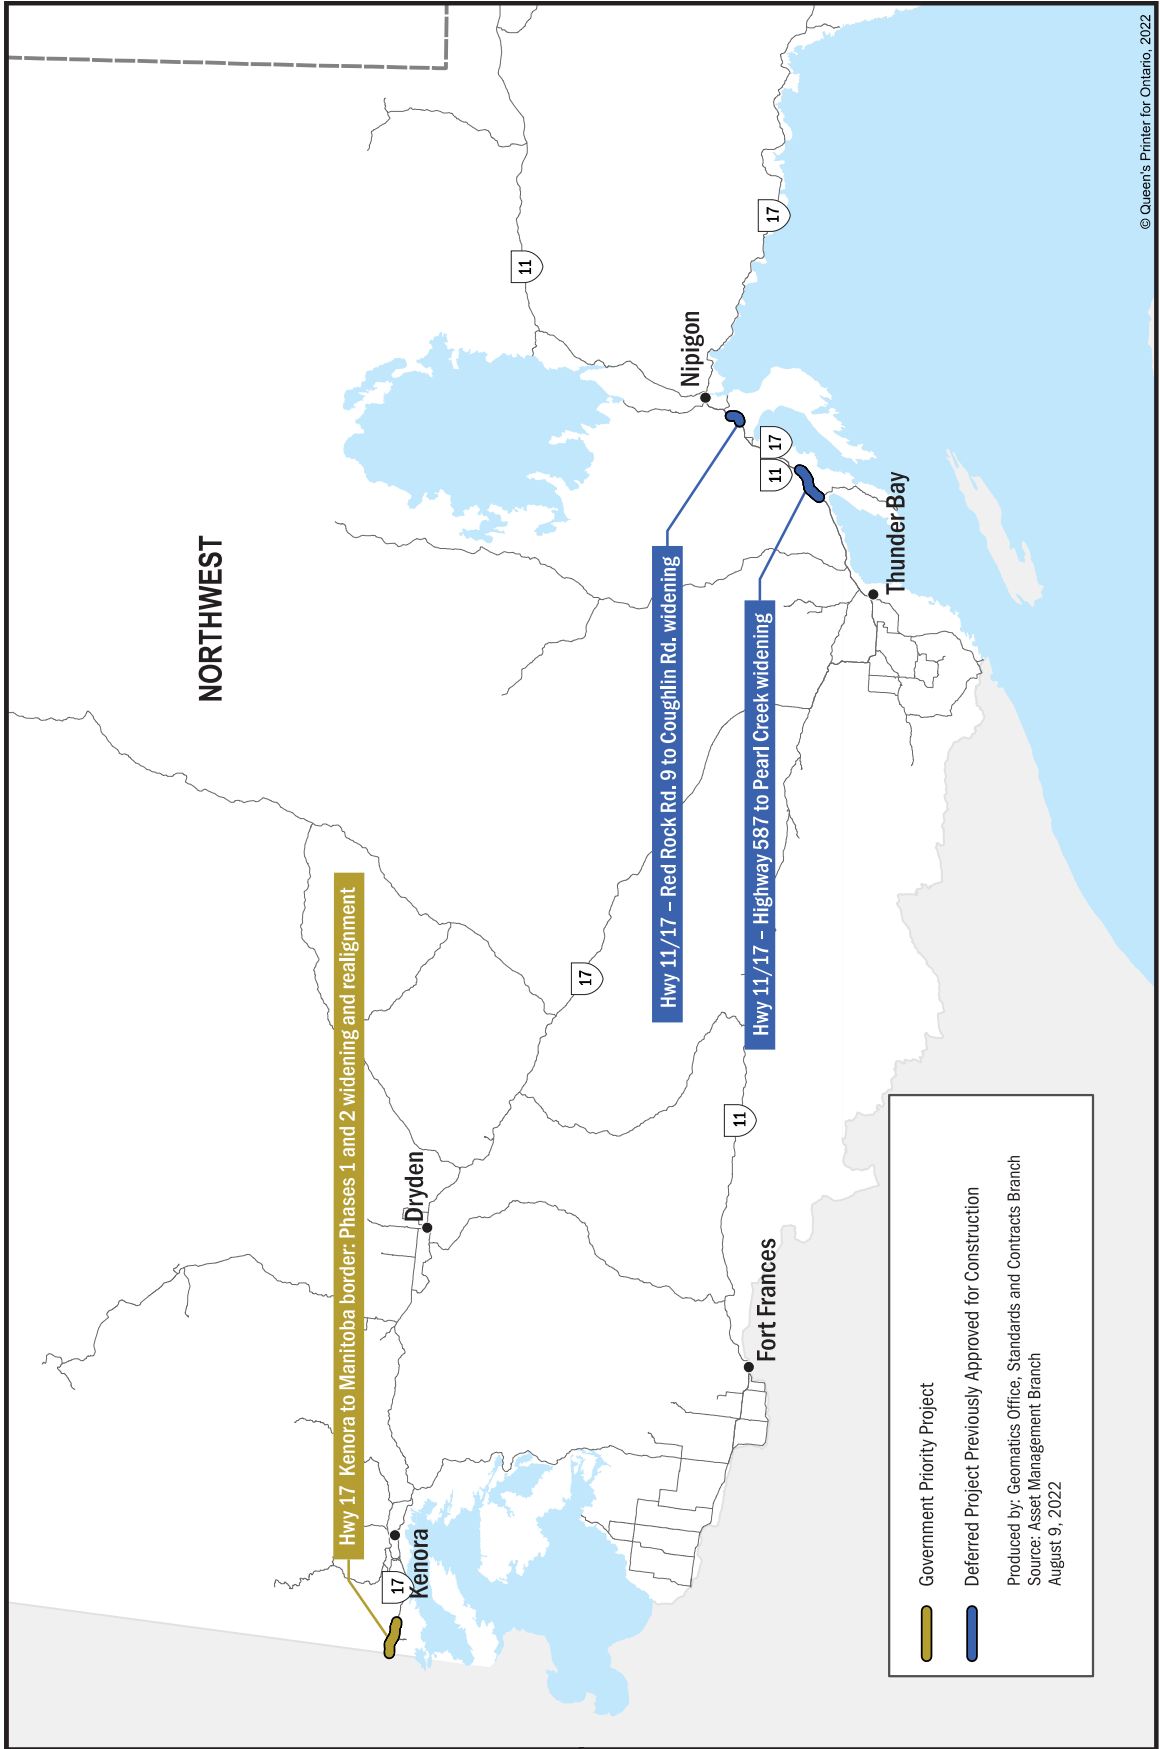 NORTHWEST
11
17
Nipigon
17
11
Hwy 17 Kenora to Manitoba border: Phases 1 and 2 widening and realignment
Hwy 11/17 – Red Rock Rd. 9 to Coughlin Rd. widening
Hwy 11/17 – Highway 587 to Pearl Creek widening
Thunder Bay
17
Dryden
11
Kenora
17
Fort Frances
Government Priority Project
Deferred Project Previously Approved for Construction
Produced by: Geomatics Office, Standards and Contracts Branch
Source: Asset Management Branch
August 9, 2022
© Queen's Printer for Ontario, 2022